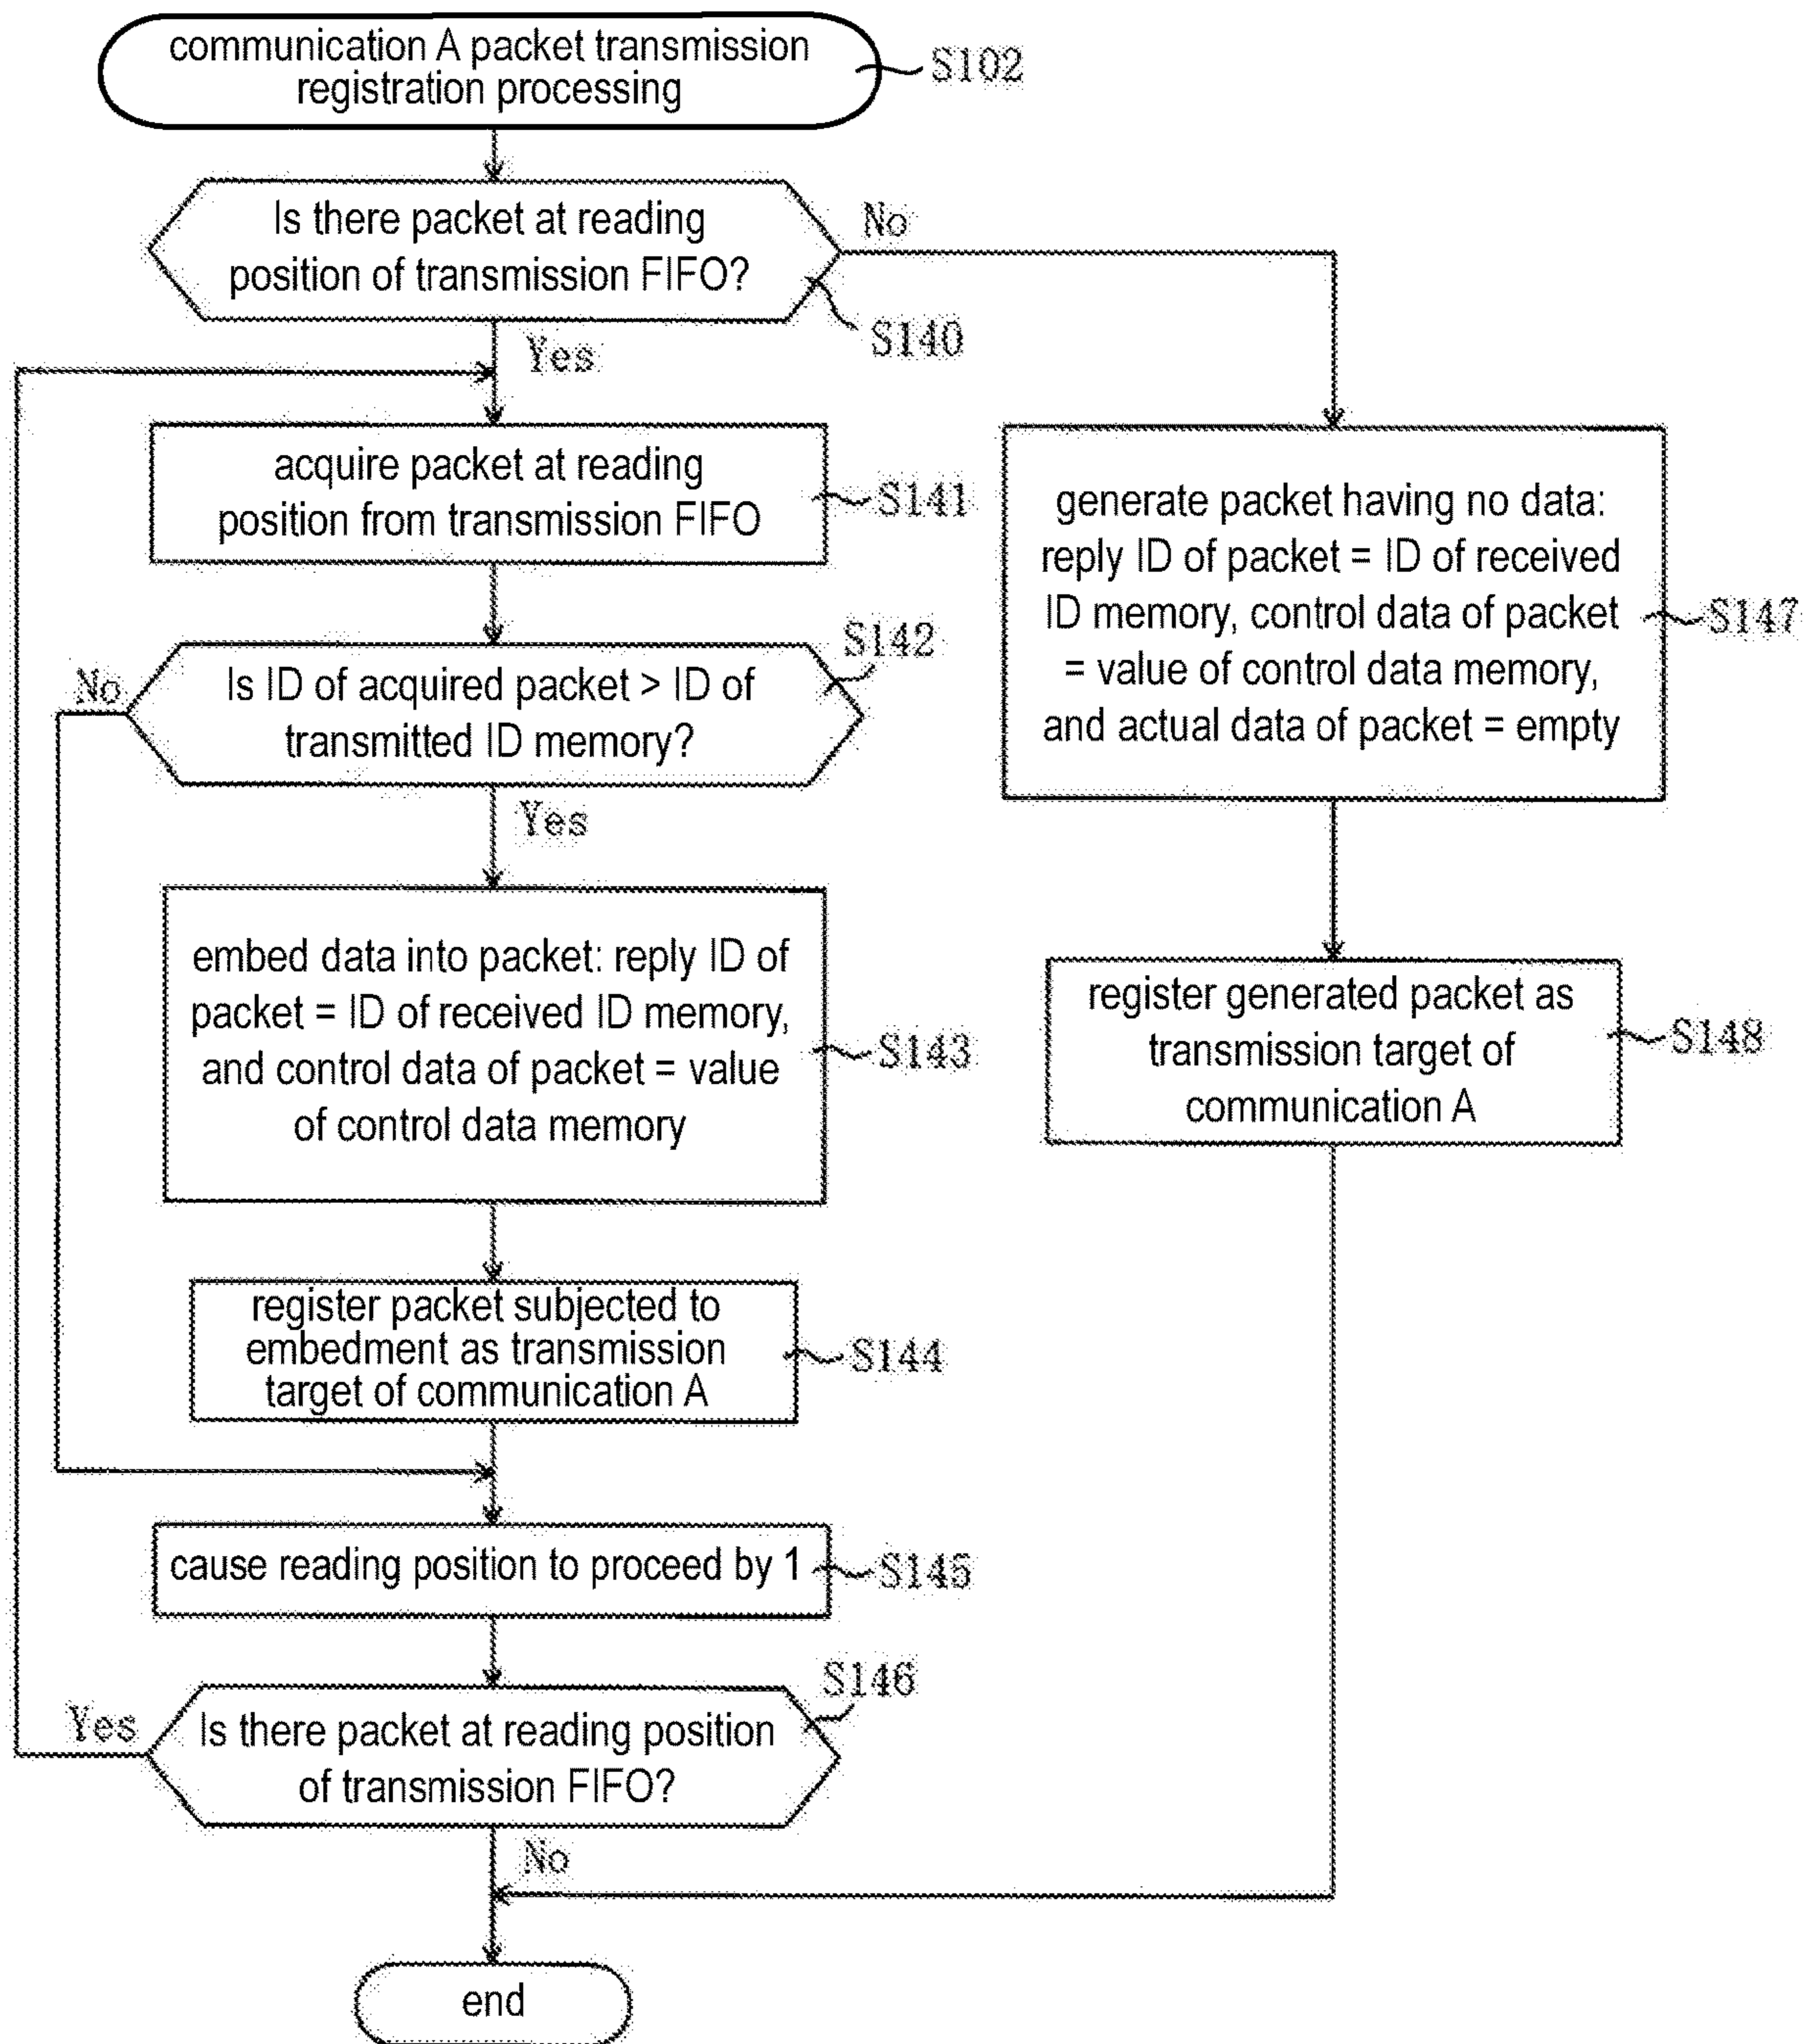 communication A packet transmission
registration processing
S102
Is there packet at reading
position of transmission FIFO?
No
S140
Yes
acquire packet at reading
position from transmission FIFO
S141
Is ID of acquired packet > ID of
transmitted ID memory?
S142
No
Yes
embed data into packet: reply ID of
packet = ID of received ID memory,
and control data of packet = value
of control data memory
S143
register packet subjected to
embedment as transmission
target of communication A
S144
cause reading position to proceed by 1
S145
Is there packet at reading position
of transmission FIFO?
S146
Yes
No
generate packet having no data:
reply ID of packet = ID of received
ID memory, control data of packet
= value of control data memory,
and actual data of packet = empty
S147
register generated packet as
transmission target of
communication A
S148
end